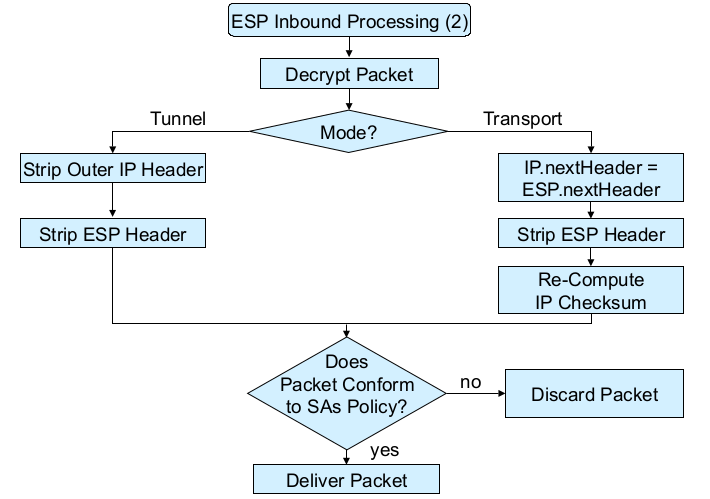 ESP Inbound Processing (2)
Decrypt Packet
Mode?
Tunnel
Transport
Strip Outer IP Header
Strip ESP Header
IP.nextHeader =
ESP.nextHeader
Strip ESP Header
Re-Compute
IP Checksum
Does
Packet Conform
to SAs Policy?
no
Discard Packet
yes
Deliver Packet